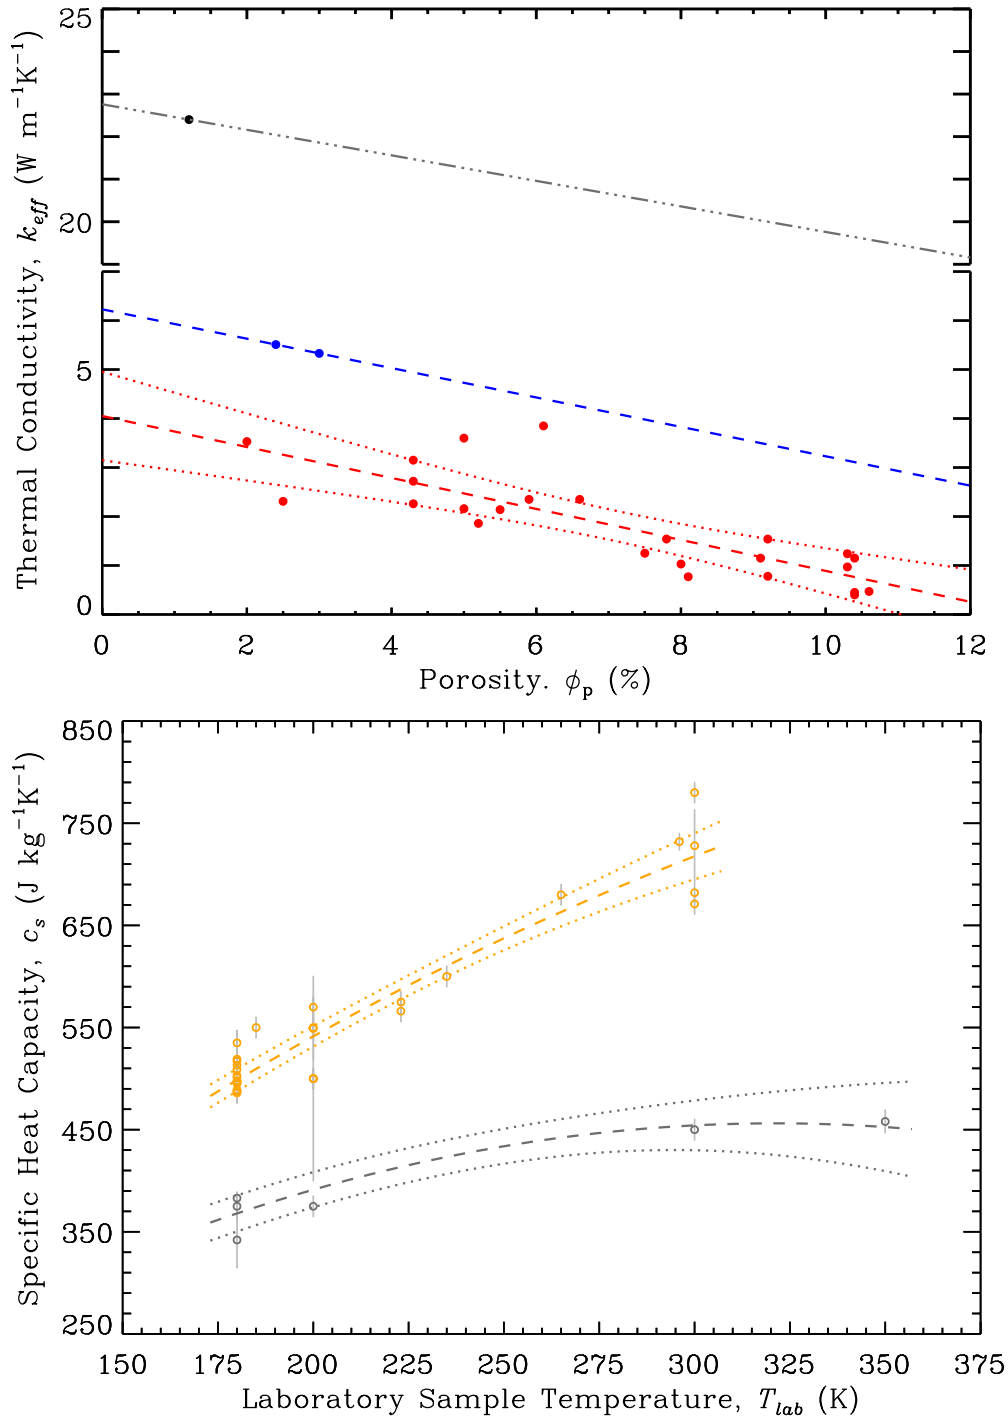 Thermal Conductivity, k_eff (W m⁻¹K⁻¹)
25
20
5
0
0 2 4 6 8 10 12
Porosity. ϕ_p (%)
Specific Heat Capacity, c_s (J kg⁻¹K⁻¹)
850
750
650
550
450
350
250
150 175 200 225 250 275 300 325 350 375
Laboratory Sample Temperature, T_lab (K)